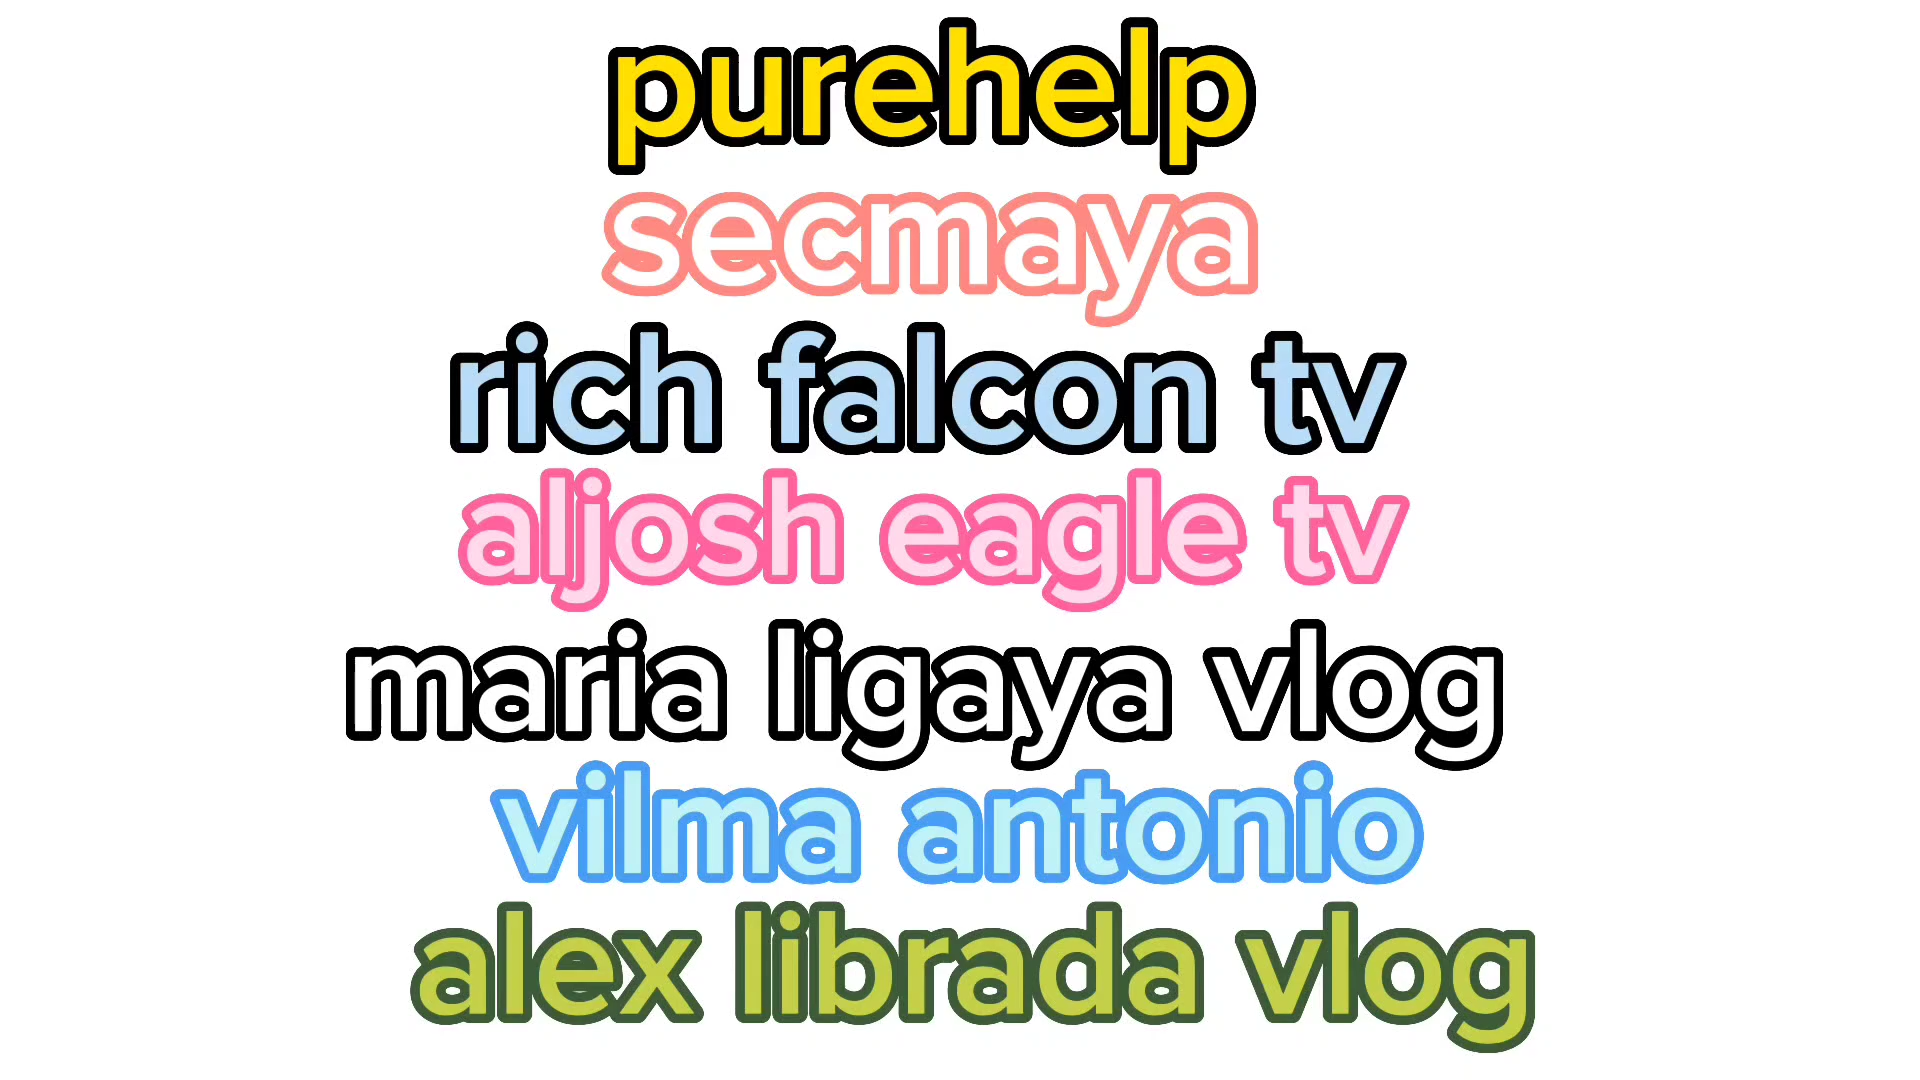 purehelp
secmaya
rich falcon tv
aljosh eagle tv
maria ligaya vlog
vilma antonio
alex librada vlog